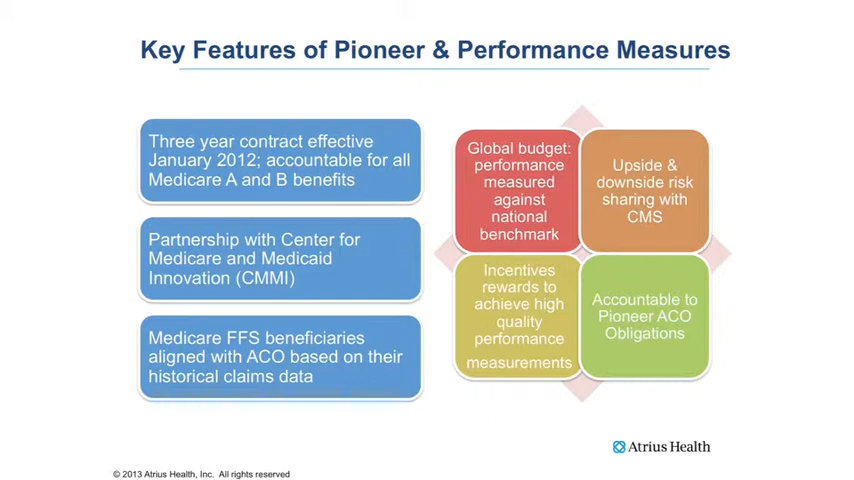 Key Features of Pioneer & Performance Measures
Three year contract effective
January 2012; accountable for all
Medicare A and B benefits
Partnership with Center for
Medicare and Medicaid
Innovation (CMMI)
Medicare FFS beneficiaries
aligned with ACO based on their
historical claims data
Global budget:
performance
measured
against
national
benchmark
Upside &
downside risk
sharing with
CMS
Incentives
rewards to
achieve high
quality
performance
measurements
Accountable to
Pioneer ACO
Obligations
Atrius Health
© 2013 Atrius Health, Inc. All rights reserved